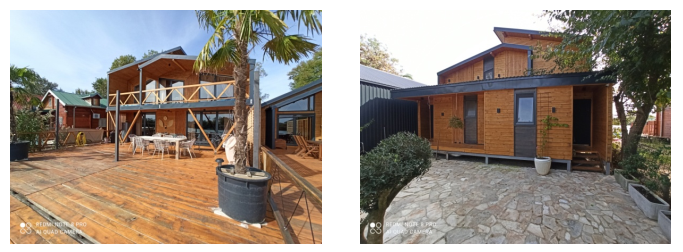 REDMI NOTE 8 PRO
AI QUAD CAMERA
REDMI NOTE 8 PRO
AI QUAD CAMERA